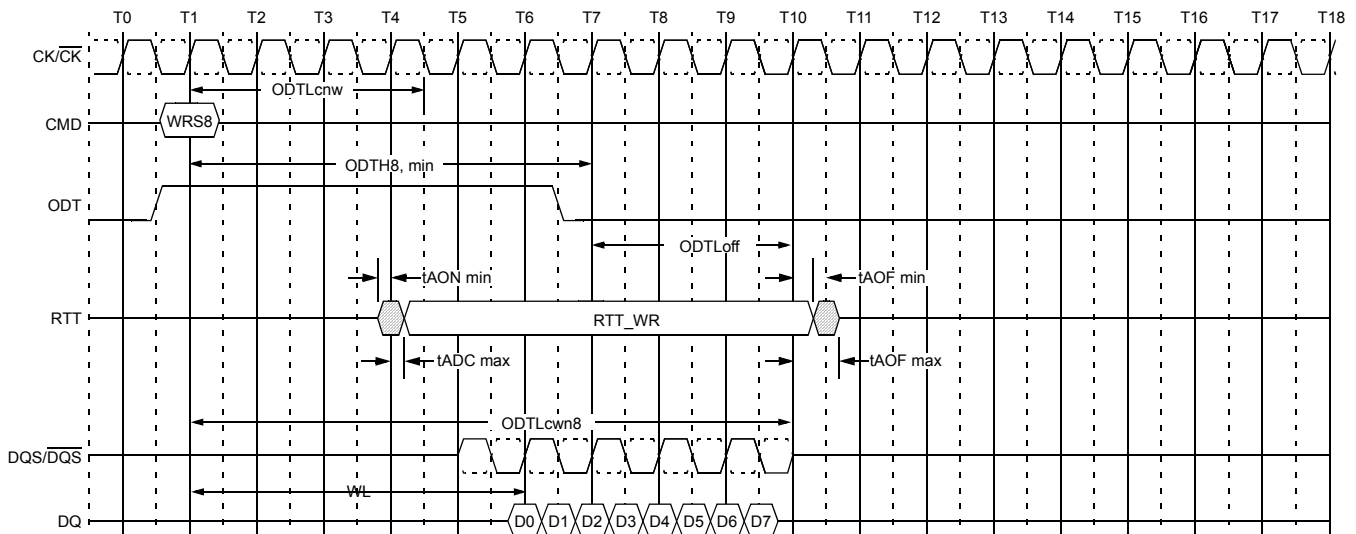 T0 T1 T2 T3 T4 T5 T6 T7 T8 T9 T10 T11 T12 T13 T14 T15 T16 T17 T18
CK/CK
ODTLcnw
CMD WRS8
ODTH8, min
ODT
ODTLoff
tAON min tAOF min
RTT RTT_WR
tADC max tAOF max
ODTLcwn8
DQS/DQS
WL
DQ D0 D1 D2 D3 D4 D5 D6 D7